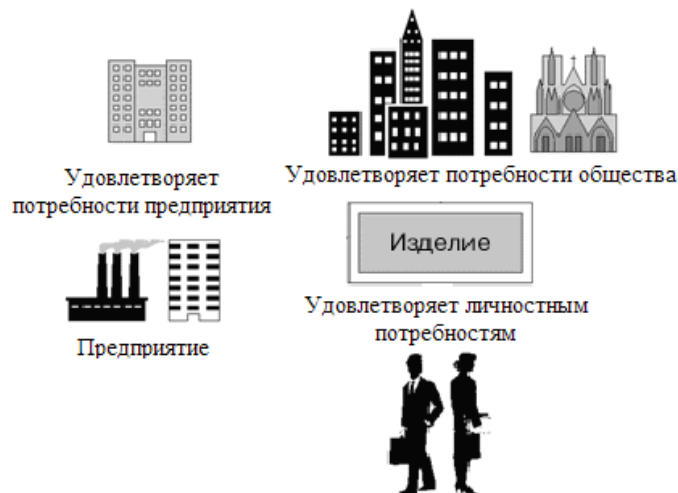 Удовлетворяет
потребности предприятия
Удовлетворяет потребности общества
Изделие
Удовлетворяет личностным
потребностям
Предприятие